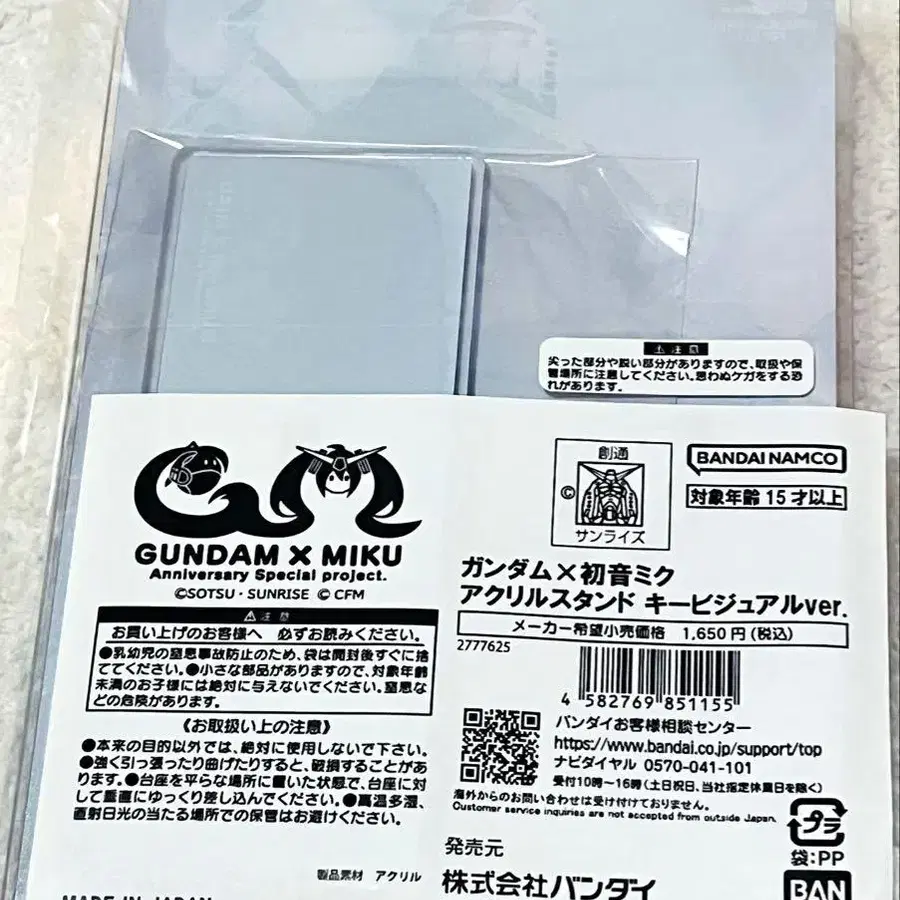 ⚠注意
尖った部分や鋭い部分がありますので、取扱や保
管場所に注意してください。思わぬケガをする恐
れがあります。
GUNDAM × MIKU
Anniversary Special project.
©SOTSU・SUNRISE © CFM
⚠注意
お買い上げのお客様へ 必ずお読みください。
●乳幼児の窒息事故防止のため、袋は開封後すぐに捨
ててください。●小さな部品がありますので、対象年齢
未満のお子様には絶対に与えないでください。窒息な
どの危険があります。
《お取扱い上の注意》
●本来の目的以外では、絶対に使用しないで下さい。
●強く引っ張ったり曲げたりすると、破損することがあ
ります。●台座を平らな場所に置いた状態で、台座に対
して垂直にゆっくり差し込んでください。●高温多湿、
直射日光の当たる場所での保管はお避けください。
製品素材 アクリル
MADE IN JAPAN
創通
©
サンライズ
BANDAI NAMCO
対象年齢 15才以上
ガンダム×初音ミク
アクリルスタンド キービジュアルver.
メーカー希望小売価格 1,650円(税込)
2777625
4 582769 851155
バンダイお客様相談センター
https://www.bandai.co.jp/support/top
ナビダイヤル 0570-041-101
受付10時～16時(土日祝日、当社指定休業日を除く)
海外からのお問い合わせは受け付けておりません。
Customer service inquiries are not accepted from outside Japan.
プラ
袋:PP
発売元
株式会社バンダイ
BAN